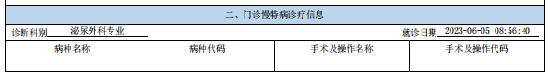 二、门诊慢特病诊疗信息
诊断科别 泌尿外科专业 就诊日期 2023-06-05 08:56:40
病种名称 病种代码 手术及操作名称 手术及操作代码